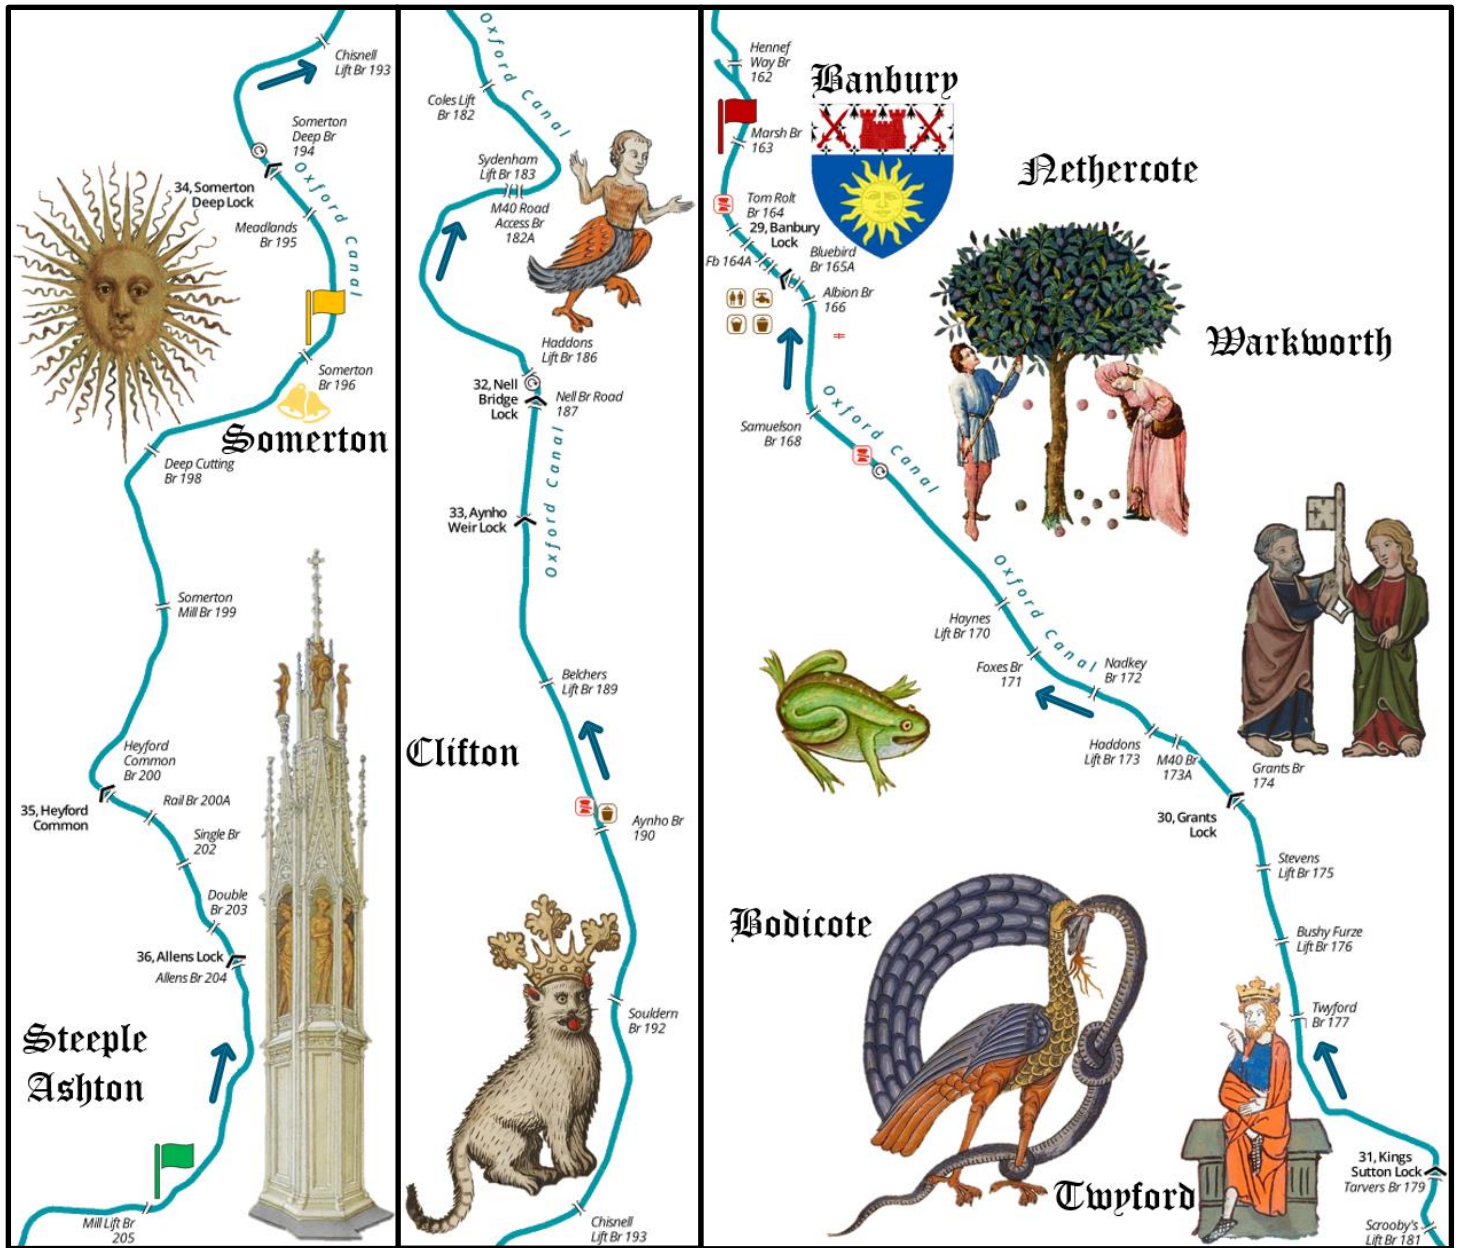 Chisnell
Lift Br 193
Somerton
Deep Br
194
Oxford Canal
34, Somerton
Deep Lock
Meadlands
Br 195
Somerton
Br 196
Somerton
Deep Cutting
Br 198
Somerton
Mill Br 199
Heyford
Common
Br 200
35, Heyford
Common
Rail Br 200A
Single Br
202
Double
Br 203
36, Allens Lock
Allens Br 204
Steeple
Ashton
Mill Lift Br
205
Oxford Canal
Coles Lift
Br 182
Sydenham
Lift Br 183
M40 Road
Access Br
182A
Haddons
Lift Br 186
32, Nell
Bridge
Lock
Nell Br Road
187
Oxford Canal
33, Aynho
Weir Lock
Belchers
Lift Br 189
Clifton
Aynho Br
190
Souldern
Br 192
Chisnell
Lift Br 193
Hennef
Way Br
162
Banbury
Marsh Br
163
Nethercote
Tom Rolt
Br 164
29, Banbury
Lock
Fb 164A
Bluebird
Br 165A
Albion Br
166
Warkworth
Oxford Canal
Samuelson
Br 168
Oxford Canal
Haynes
Lift Br 170
Foxes Br
171
Nadkey
Br 172
Haddons
Lift Br 173
M40 Br
173A
Grants Br
174
30, Grants
Lock
Stevens
Lift Br 175
Bodicote
Bushy Furze
Lift Br 176
Twyford
Br 177
31, Kings
Sutton Lock
Tarvers Br 179
Twyford
Scrooby's
Lift Br 181